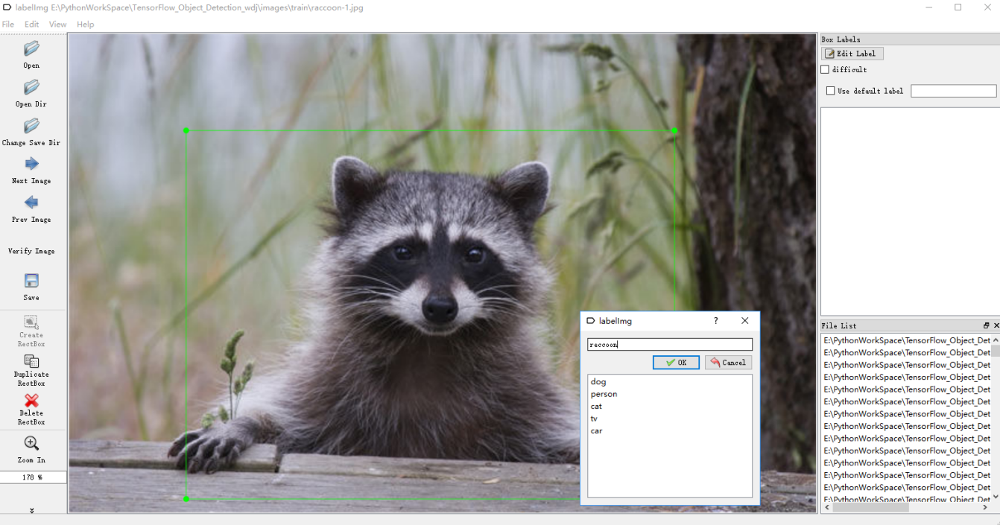 labelImg E:\PythonWorkSpace\TensorFlow_Object_Detection_wdj\images\train\raccoon-1.jpg
File Edit View Help
Open
Open Dir
Change Save Dir
Next Image
Prev Image
Verify Image
Save
Create
RectBox
Duplicate
RectBox
Delete
RectBox
Zoom In
178 %
labelImg ?
reccoon
OK Cancel
dog
person
cat
tv
car
Box Labels
Edit Label
difficult
Use default label
File List
E:\PythonWorkSpace\TensorFlow_Object_Det
E:\PythonWorkSpace\TensorFlow_Object_Det
E:\PythonWorkSpace\TensorFlow_Object_Det
E:\PythonWorkSpace\TensorFlow_Object_Det
E:\PythonWorkSpace\TensorFlow_Object_Det
E:\PythonWorkSpace\TensorFlow_Object_Det
E:\PythonWorkSpace\TensorFlow_Object_Det
E:\PythonWorkSpace\TensorFlow_Object_Det
E:\PythonWorkSpace\TensorFlow_Object_Det
E:\PythonWorkSpace\TensorFlow_Object_Det
E:\PythonWorkSpace\TensorFlow_Object_Det
E:\PythonWorkSpace\TensorFlow_Object_Det
E:\PythonWorkSpace\TensorFlow_Object_Det
E:\PythonWorkSpace\TensorFlow_Object_Det